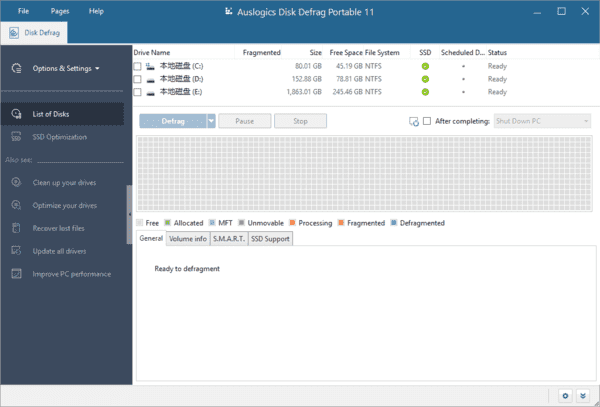 File Pages Help Auslogics Disk Defrag Portable 11
Disk Defrag
Options & Settings
List of Disks
SSD Optimization
Also see:
Clean up your drives
Optimize your drives
Recover lost files
Update all drivers
Improve PC performance
Drive Name Fragmented Size Free Space File System SSD Scheduled D... Status
本地磁盘 (C:) 80.01 GB 45.19 GB NTFS Ready
本地磁盘 (D:) 152.88 GB 78.81 GB NTFS Ready
本地磁盘 (E:) 1,863.01 GB 245.46 GB NTFS Ready
Defrag Pause Stop After completing: Shut Down PC
Free Allocated MFT Unmovable Processing Fragmented Defragmented
General Volume info S.M.A.R.T. SSD Support
Ready to defragment